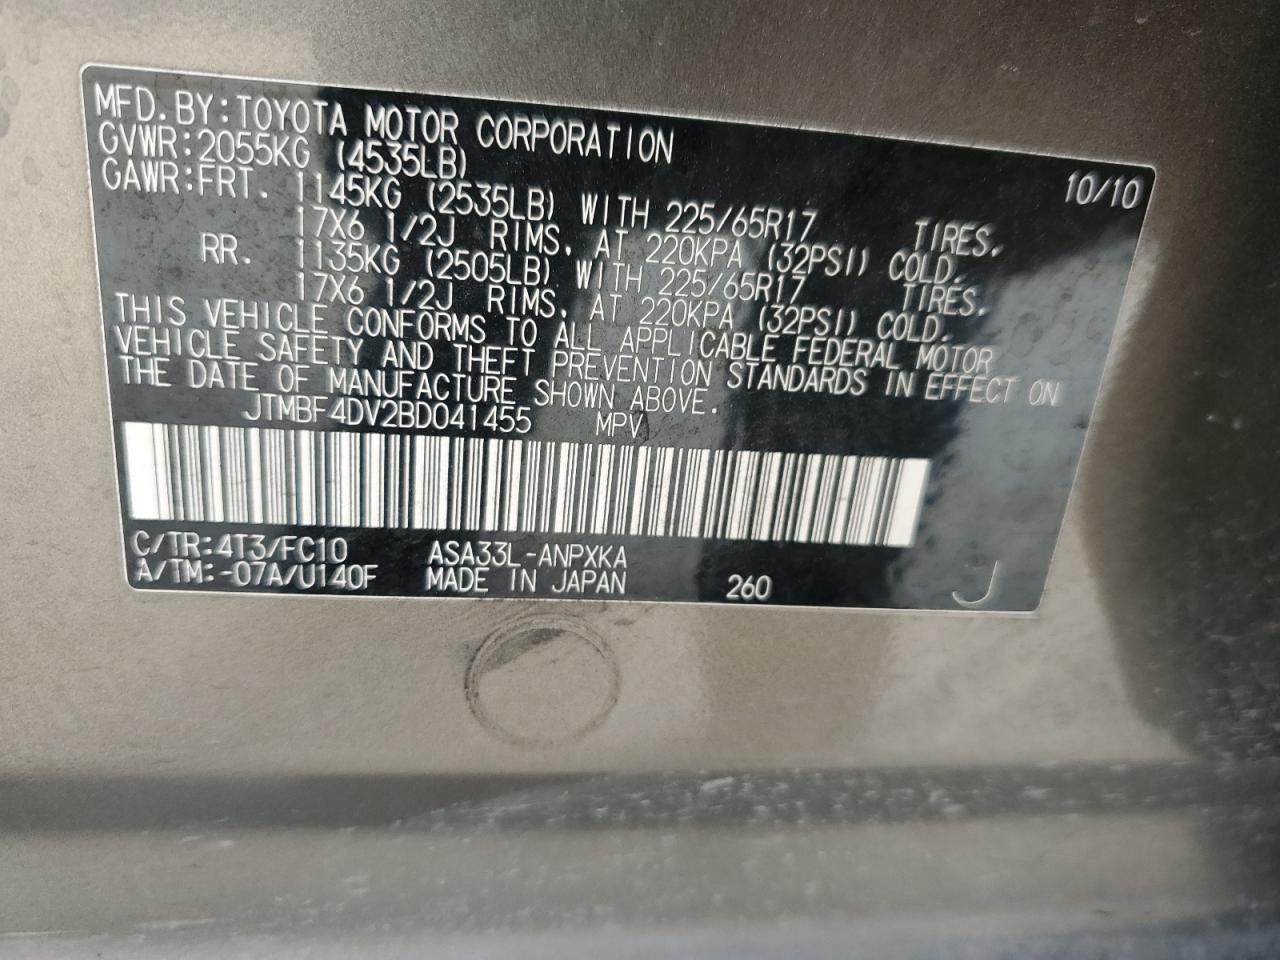 MFD. BY: TOYOTA MOTOR CORPORATION 10/10
GVWR: 2055KG (4535LB)
GAWR: FRT. 1145KG (2535LB) WITH 225/65R17 TIRES,
17X6 1/2J RIMS, AT 220KPA (32PSI) COLD.
RR. 1135KG (2505LB) WITH 225/65R17 TIRES,
17X6 1/2J RIMS, AT 220KPA (32PSI) COLD.
THIS VEHICLE CONFORMS TO ALL APPLICABLE FEDERAL MOTOR
VEHICLE SAFETY AND THEFT PREVENTION STANDARDS IN EFFECT ON
THE DATE OF MANUFACTURE SHOWN ABOVE.
JTMBF4DV2BD041455 MPV
C/TR: 4T3/FC10 ASA33L-ANPXKA
A/TM: -07A/U140F MADE IN JAPAN 260 J